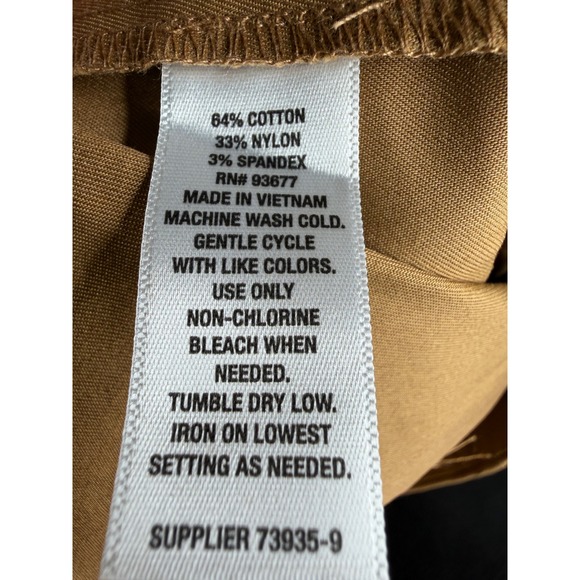 64% COTTON
33% NYLON
3% SPANDEX
RN# 93677
MADE IN VIETNAM
MACHINE WASH COLD.
GENTLE CYCLE
WITH LIKE COLORS.
USE ONLY
NON-CHLORINE
BLEACH WHEN
NEEDED.
TUMBLE DRY LOW.
IRON ON LOWEST
SETTING AS NEEDED.
SUPPLIER 73935-9